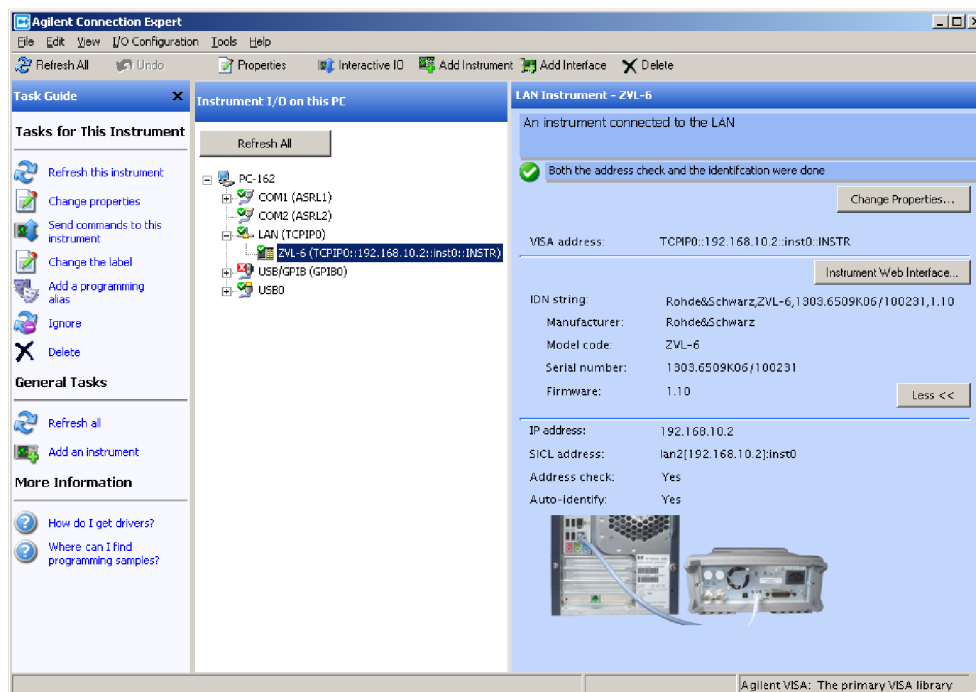 Agilent Connection Expert
File Edit View I/O Configuration Tools Help
Refresh All Undo Properties Interactive IO Add Instrument Add Interface Delete
Task Guide
Tasks for This Instrument
Refresh this instrument
Change properties
Send commands to this
instrument
Change the label
Add a programming
alias
Ignore
Delete
General Tasks
Refresh all
Add an instrument
More Information
How do I get drivers?
Where can I find
programming samples?
Instrument I/O on this PC
Refresh All
PC-162
COM1 (ASRL1)
COM2 (ASRL2)
LAN (TCPIP0)
ZVL-6 (TCPIP0::192.168.10.2::inst0::INSTR)
USB/GPIB (GPIB0)
USB0
LAN Instrument - ZVL-6
An instrument connected to the LAN
Both the address check and the identifcation were done
Change Properties...
VISA address: TCPIP0::192.168.10.2::inst0::INSTR
Instrument Web Interface...
IDN string: Rohde&Schwarz,ZVL-6,1303.6509K06/100231,1.10
Manufacturer: Rohde&Schwarz
Model code: ZVL-6
Serial number: 1303.6509K06/100231
Firmware: 1.10
Less <<
IP address: 192.168.10.2
SICL address: lan2[192.168.10.2]:inst0
Address check: Yes
Auto-identify: Yes
Agilent VISA: The primary VISA library